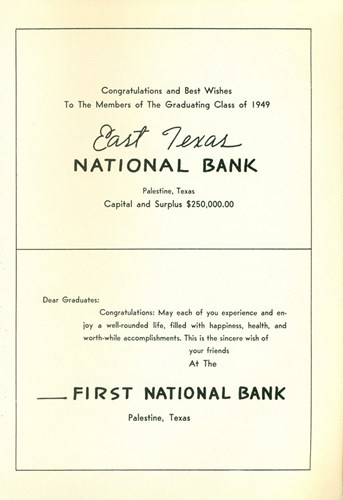 Congratulations and Best Wishes
To The Members of The Graduating Class of 1949
East Texas
NATIONAL BANK
Palestine, Texas
Capital and Surplus $250,000.00
Dear Graduates:
Congratulations: May each of you experience and en-
joy a well-rounded life, filled with happiness, health, and
worth-while accomplishments. This is the sincere wish of
your friends
At The
FIRST NATIONAL BANK
Palestine, Texas